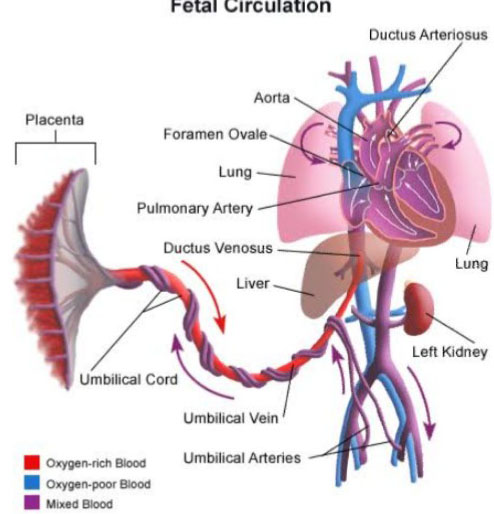 Fetal Circulation
Ductus Arteriosus
Aorta
Placenta
Foramen Ovale
Lung
Pulmonary Artery
Ductus Venosus
Lung
Liver
Left Kidney
Umbilical Cord
Umbilical Vein
Umbilical Arteries
Oxygen-rich Blood
Oxygen-poor Blood
Mixed Blood